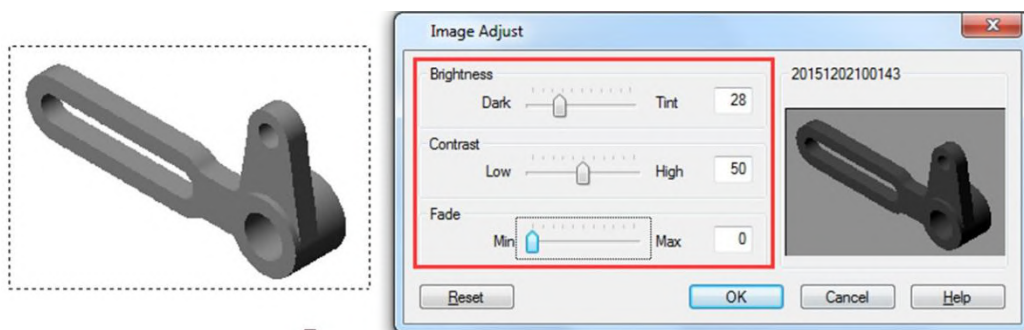 Image Adjust
Brightness
Dark Tint 28
20151202100143
Contrast
Low High 50
Fade
Min Max 0
Reset OK Cancel Help